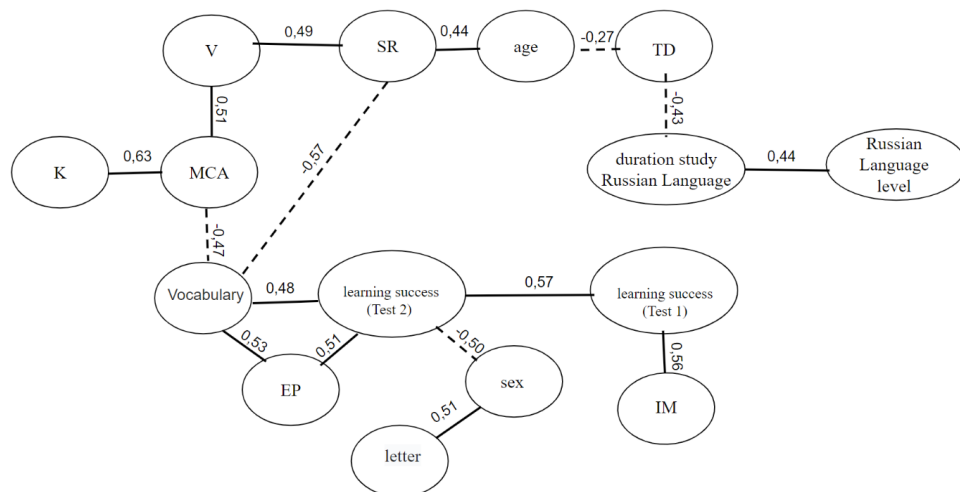 V
0,49
SR
0,44
age
-0,27
TD
0,51
-0,57
-0,43
K
0,63
MCA
duration study
Russian Language
0,44
Russian
Language
level
-0,47
Vocabulary
0,48
learning success
(Test 2)
0,57
learning success
(Test 1)
0,53
0,51
-0,50
0,56
EP
sex
IM
0,51
letter